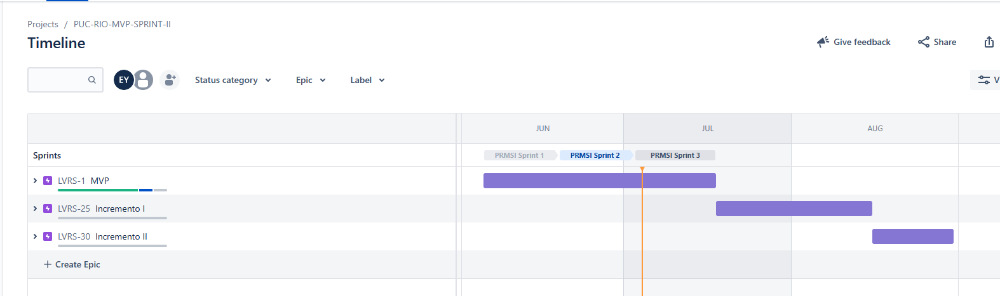 Projects / PUC-RIO-MVP-SPRINT-II
Timeline
Give feedback
Share
EY
Status category
Epic
Label
V
JUN
JUL
AUG
Sprints
PRMSI Sprint 1
PRMSI Sprint 2
PRMSI Sprint 3
LVRS-1 MVP
LVRS-25 Incremento I
LVRS-30 Incremento II
+ Create Epic